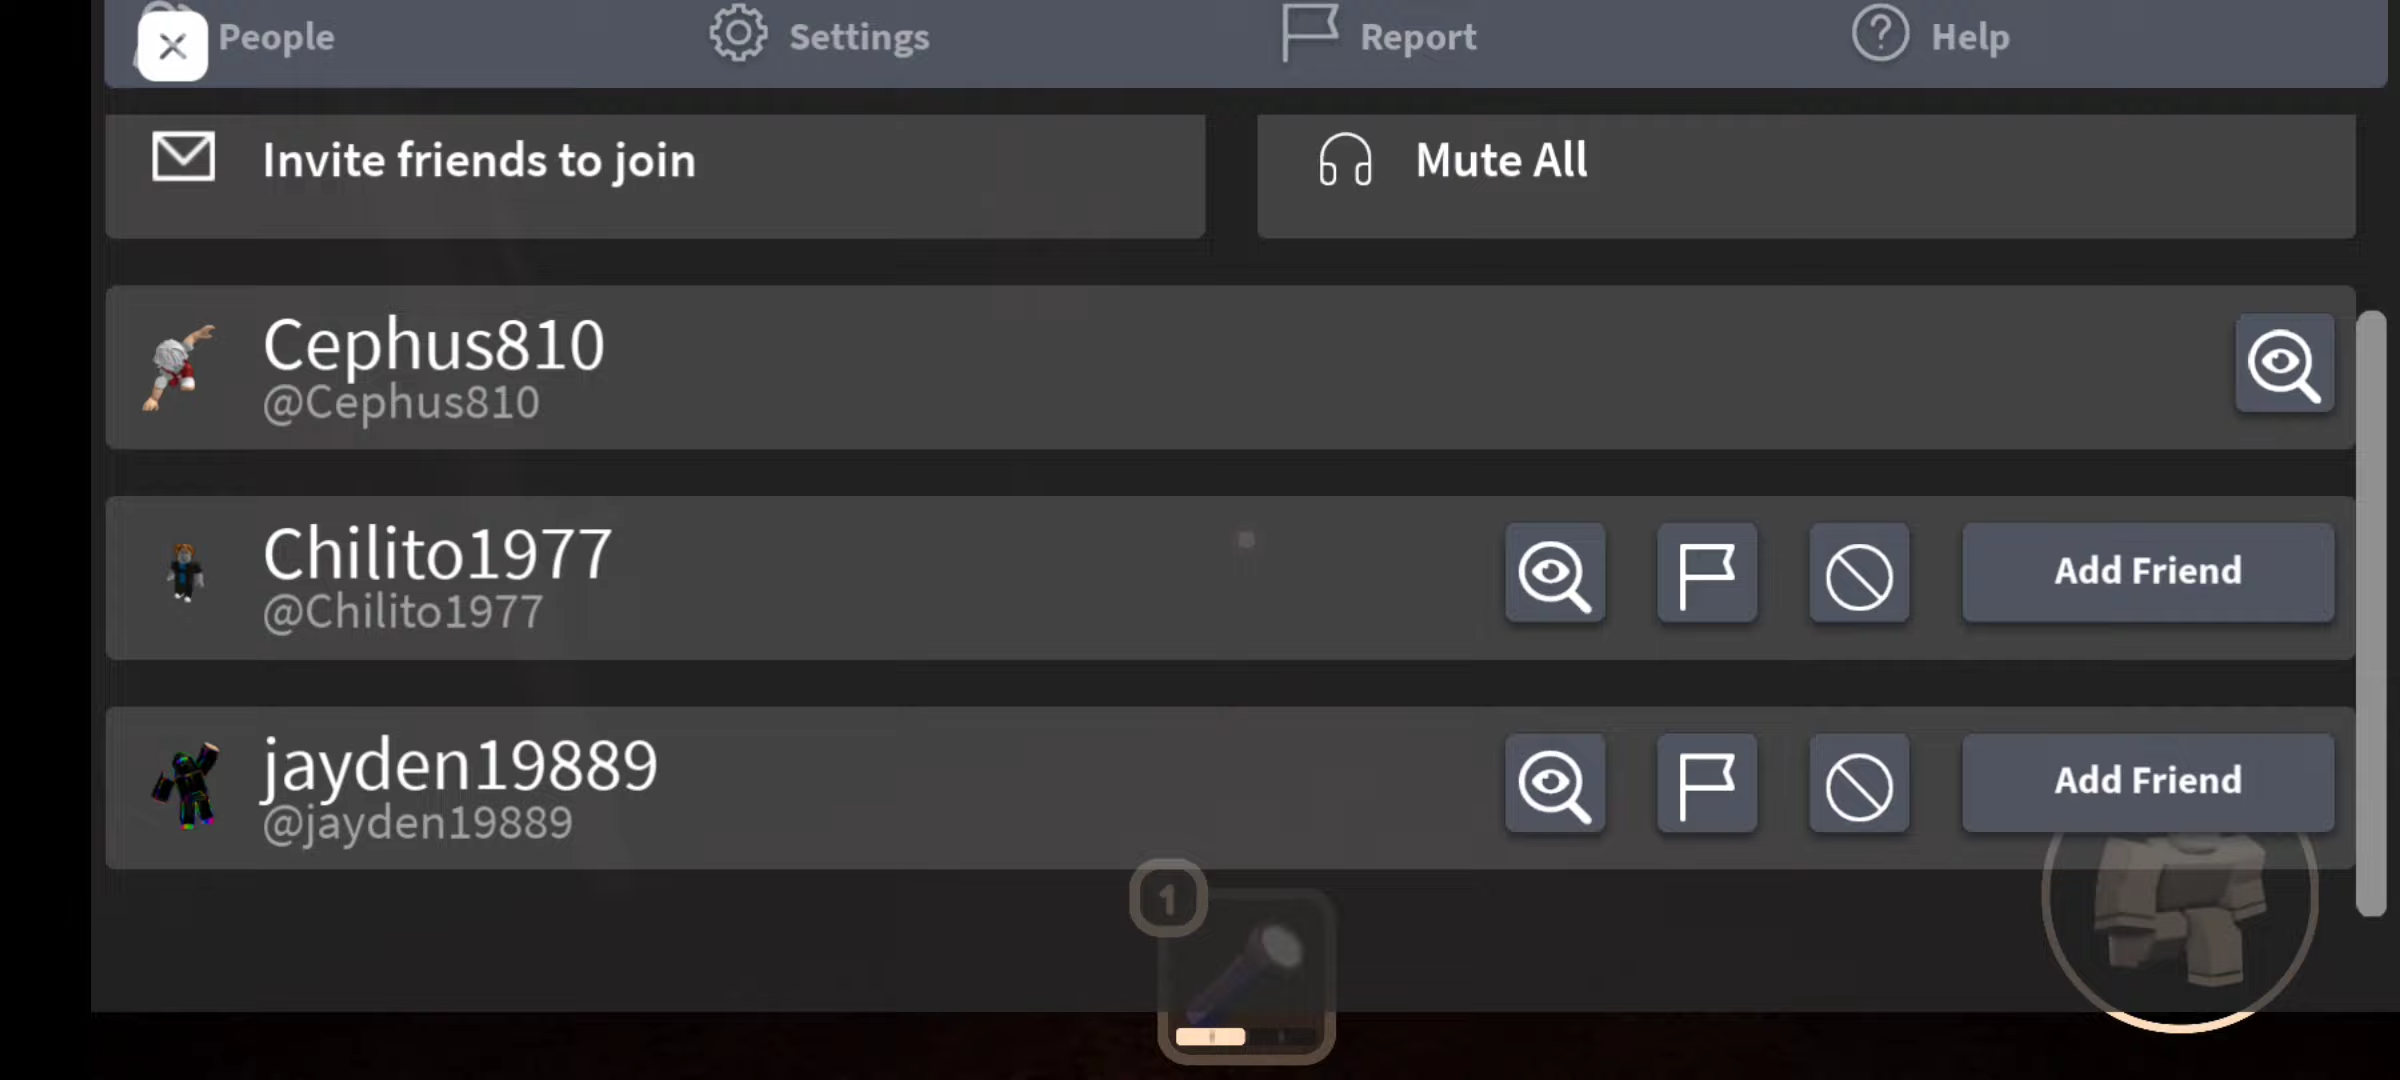 People
Settings
Report
Help
Invite friends to join
Mute All
Cephus810
@Cephus810
Chilito1977
@Chilito1977
Add Friend
jayden19889
@jayden19889
Add Friend
1